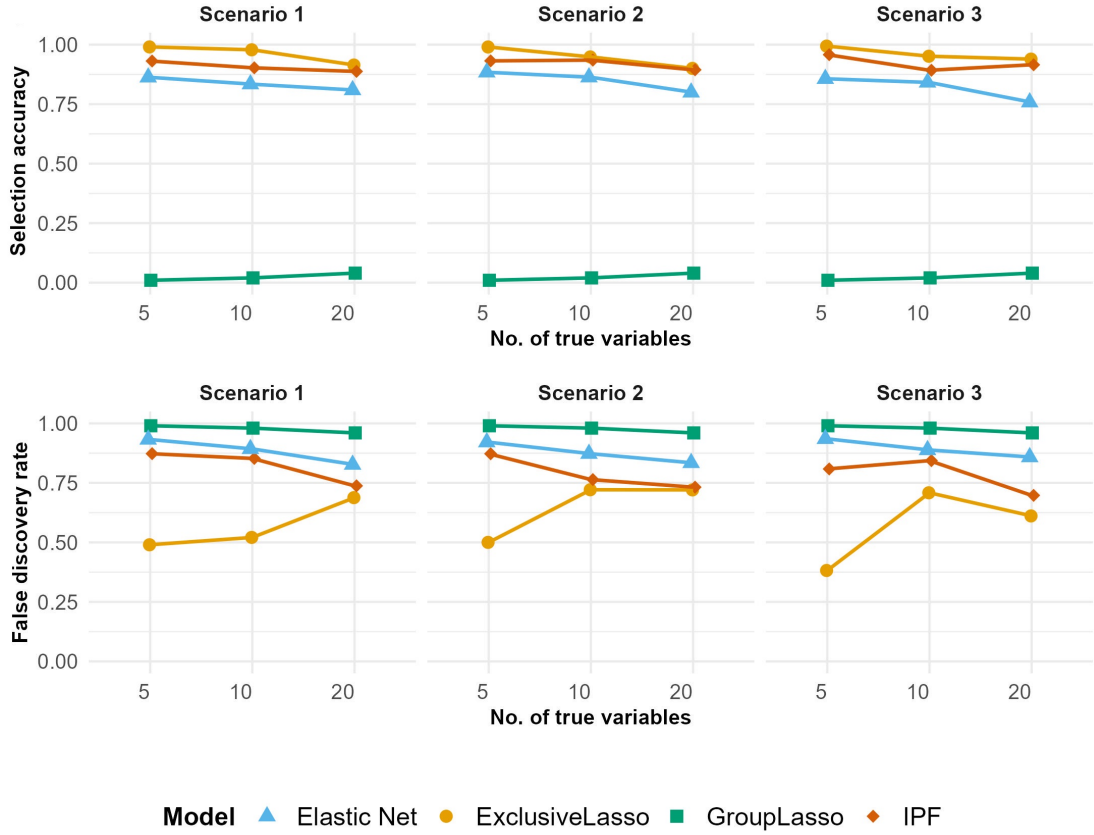 Scenario 1 Scenario 2 Scenario 3
Selection accuracy
1.00
0.75
0.50
0.25
0.00
5 10 20 5 10 20 5 10 20
No. of true variables
Scenario 1 Scenario 2 Scenario 3
False discovery rate
1.00
0.75
0.50
0.25
0.00
5 10 20 5 10 20 5 10 20
No. of true variables
Model Elastic Net ExclusiveLasso GroupLasso IPF